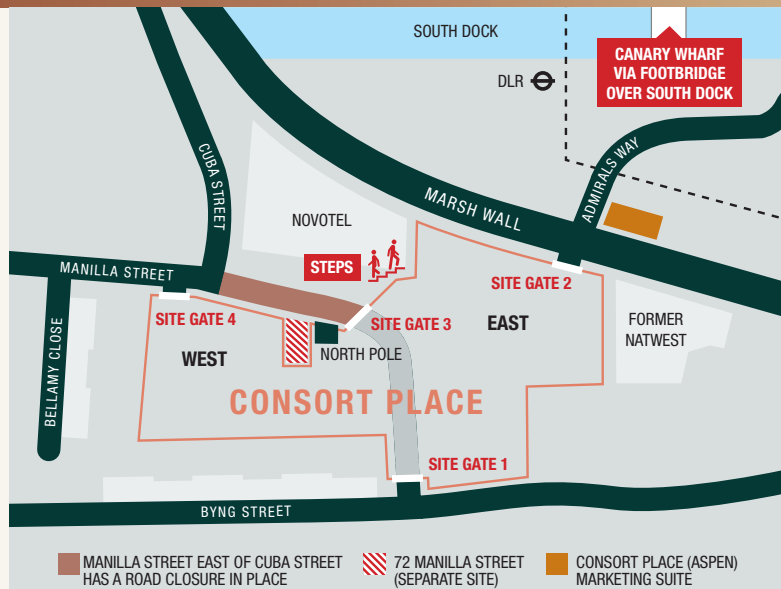 SOUTH DOCK
CANARY WHARF
VIA FOOTBRIDGE
OVER SOUTH DOCK
DLR
CUBA STREET
ADMIRALS WAY
MARSH WALL
NOVOTEL
STEPS
MANILLA STREET
SITE GATE 2
SITE GATE 4
SITE GATE 3
EAST
FORMER
NATWEST
WEST
NORTH POLE
BELLAMY CLOSE
CONSORT PLACE
SITE GATE 1
BYNG STREET
MANILLA STREET EAST OF CUBA STREET
HAS A ROAD CLOSURE IN PLACE
72 MANILLA STREET
(SEPARATE SITE)
CONSORT PLACE (ASPEN)
MARKETING SUITE